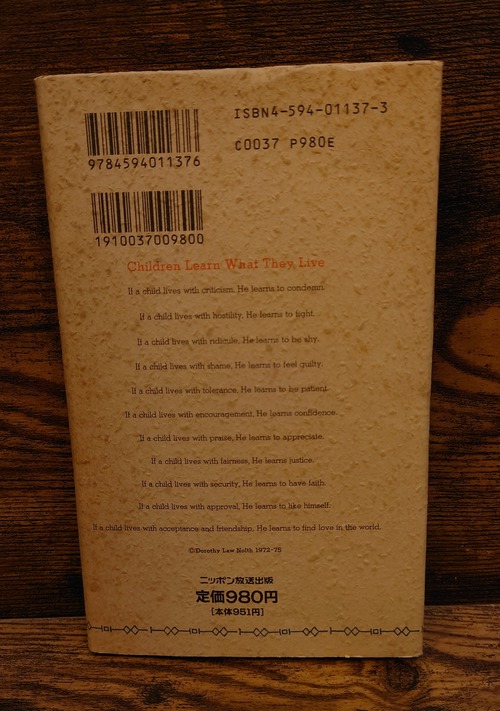 ISBN4-594-01137-3
9784594011376
C0037 P980E
1910037009800
Children Learn What They Live
If a child lives with criticism, He learns to condemn.
If a child lives with hostility, He learns to fight.
If a child lives with ridicule, He learns to be shy.
If a child lives with shame, He learns to feel guilty.
If a child lives with tolerance, He learns to be patient.
If a child lives with encouragement, He learns confidence.
If a child lives with praise, He learns to appreciate.
If a child lives with fairness, He learns justice.
If a child lives with security, He learns to have faith.
If a child lives with approval, He learns to like himself.
If a child lives with acceptance and friendship, He learns to find love in the world.
©Dorothy Law Nolth 1972-75
ニッポン放送出版
定価980円
[本体951円]